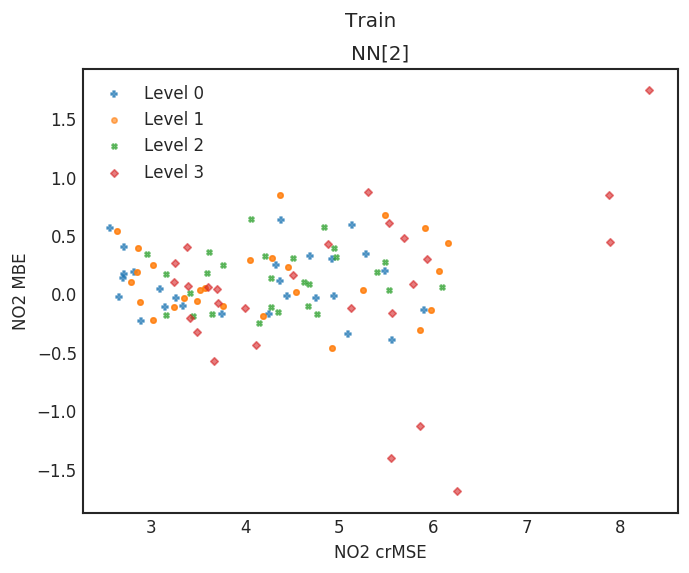 Train
NN[2]
Level 0
Level 1
Level 2
Level 3
1.5
1.0
0.5
0.0
−0.5
−1.0
−1.5
NO2 MBE
3 4 5 6 7 8
NO2 crMSE